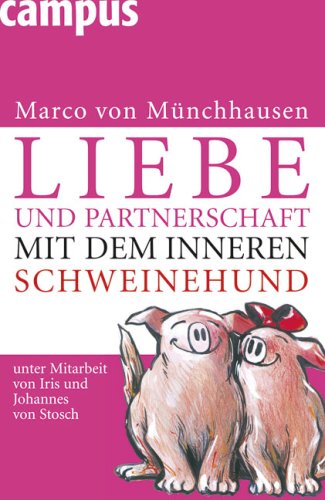 campus
Marco von Münchhausen
LIEBE
UND PARTNERSCHAFT
MIT DEM INNEREN
SCHWEINEHUND
unter Mitarbeit
von Iris und
Johannes
von Stosch